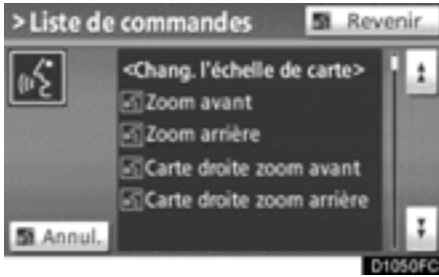 >Liste de commandes
Revenir
<Chang. l'échelle de carte>
Zoom avant
Zoom arrière
Carte droite zoom avant
Carte droite zoom arrière
Annul.
D1050FC